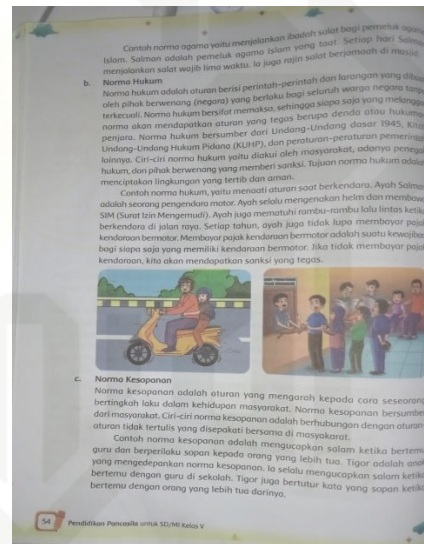 Contoh norma agama yaitu menjalankan ibadah salat bagi pemeluk agama
Islam. Salman adalah pemeluk agama Islam yang taat. Setiap hari Salman
menjalankan salat wajib lima waktu. Ia juga rajin salat berjamaah di masjid.
b. Norma Hukum
Norma hukum adalah aturan berisi perintah-perintah dan larangan yang dibuat
oleh pihak berwenang (negara) yang berlaku bagi seluruh warga negara tanpa
terkecuali. Norma hukum bersifat memaksa, sehingga siapa saja yang melanggar
norma akan mendapatkan aturan yang tegas berupa denda atau hukuman
penjara. Norma hukum bersumber dari Undang-Undang dasar 1945, Kitab
Undang-Undang Hukum Pidana (KUHP), dan peraturan-peraturan pemerintah
lainnya. Ciri-ciri norma hukum yaitu diakui oleh masyarakat, adanya penegak
hukum, dan pihak berwenang yang memberi sanksi. Tujuan norma hukum adalah
menciptakan lingkungan yang tertib dan aman.
Contoh norma hukum, yaitu menaati aturan saat berkendara. Ayah Salman
adalah seorang pengendara motor. Ayah selalu mengenakan helm dan membawa
SIM (Surat Izin Mengemudi). Ayah juga mematuhi rambu-rambu lalu lintas ketika
berkendara di jalan raya. Setiap tahun, ayah juga tidak lupa membayar pajak
kendaraan bermotor. Membayar pajak kendaraan bermotor adalah suatu kewajiban
bagi siapa saja yang memiliki kendaraan bermotor. Jika tidak membayar pajak
kendaraan, kita akan mendapatkan sanksi yang tegas.
c. Norma Kesopanan
Norma kesopanan adalah aturan yang mengarah kepada cara seseorang
bertingkah laku dalam kehidupan masyarakat. Norma kesopanan bersumber
dari masyarakat. Ciri-ciri norma kesopanan adalah berhubungan dengan aturan-
aturan tidak tertulis yang disepakati bersama di masyarakat.
Contoh norma kesopanan adalah mengucapkan salam ketika bertemu
guru dan berperilaku sopan kepada orang yang lebih tua. Tigor adalah anak
yang mengedepankan norma kesopanan. Ia selalu mengucapkan salam ketika
bertemu dengan guru di sekolah. Tigor juga bertutur kata yang sopan ketika
bertemu dengan orang yang lebih tua darinya.
54 Pendidikan Pancasila untuk SD/MI Kelas V